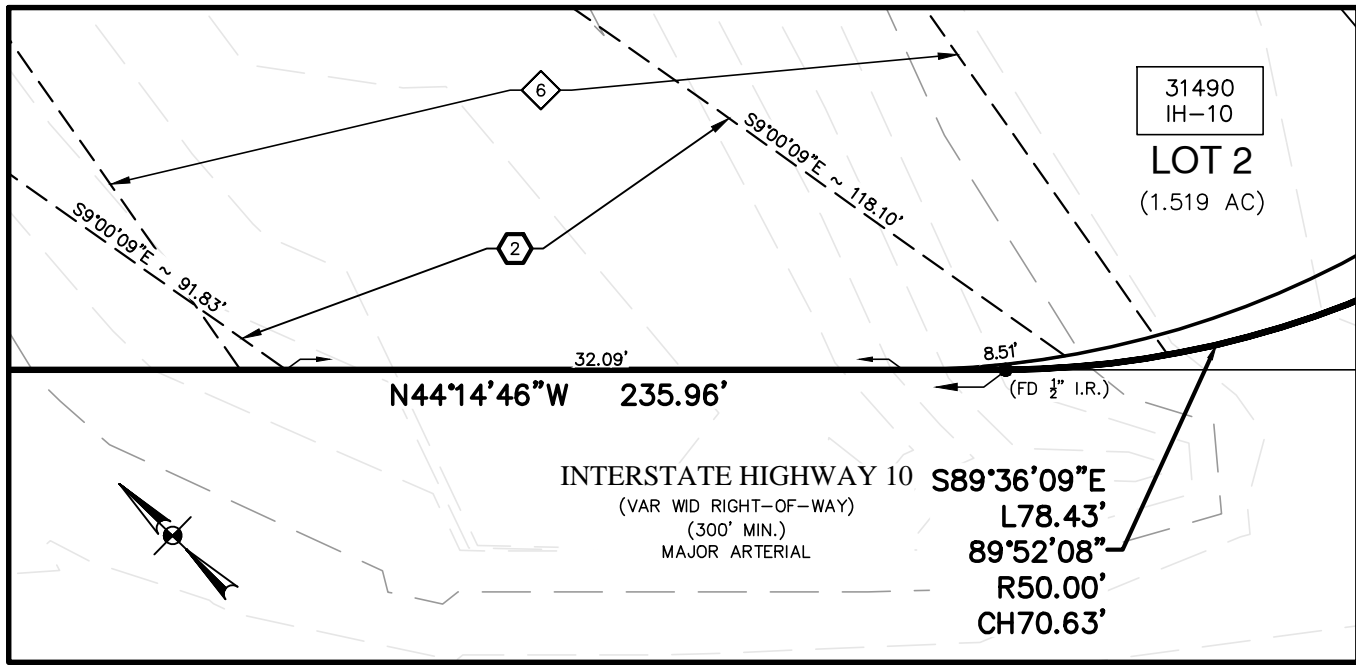 6
31490
IH-10
LOT 2
(1.519 AC)
S9°00'09"E ~ 118.10'
S9°00'09"E ~ 91.83'
2
32.09'
8.51'
N44°14'46"W 235.96'
(FD ½" I.R.)
INTERSTATE HIGHWAY 10
(VAR WID RIGHT-OF-WAY)
(300' MIN.)
MAJOR ARTERIAL
S89°36'09"E
L78.43'
89°52'08"
R50.00'
CH70.63'